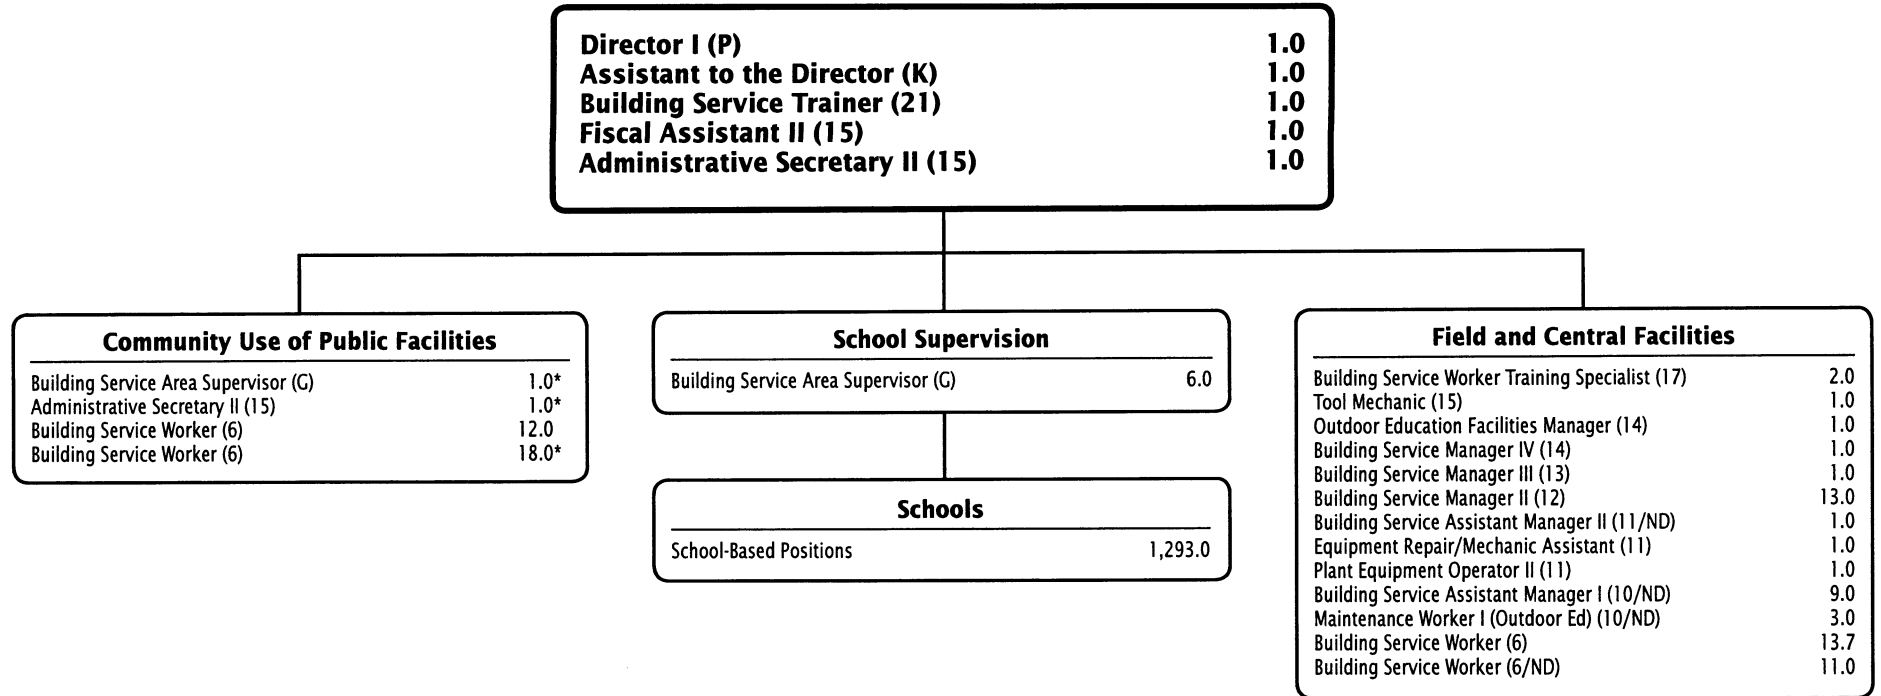 Director I (P) 1.0
Assistant to the Director (K) 1.0
Building Service Trainer (21) 1.0
Fiscal Assistant II (15) 1.0
Administrative Secretary II (15) 1.0
Community Use of Public Facilities
Building Service Area Supervisor (G) 1.0*
Administrative Secretary II (15) 1.0*
Building Service Worker (6) 12.0
Building Service Worker (6) 18.0*
School Supervision
Building Service Area Supervisor (G) 6.0
Schools
School-Based Positions 1,293.0
Field and Central Facilities
Building Service Worker Training Specialist (17) 2.0
Tool Mechanic (15) 1.0
Outdoor Education Facilities Manager (14) 1.0
Building Service Manager IV (14) 1.0
Building Service Manager III (13) 1.0
Building Service Manager II (12) 13.0
Building Service Assistant Manager II (11/ND) 1.0
Equipment Repair/Mechanic Assistant (11) 1.0
Plant Equipment Operator II (11) 1.0
Building Service Assistant Manager I (10/ND) 9.0
Maintenance Worker I (Outdoor Ed) (10/ND) 3.0
Building Service Worker (6) 13.7
Building Service Worker (6/ND) 11.0